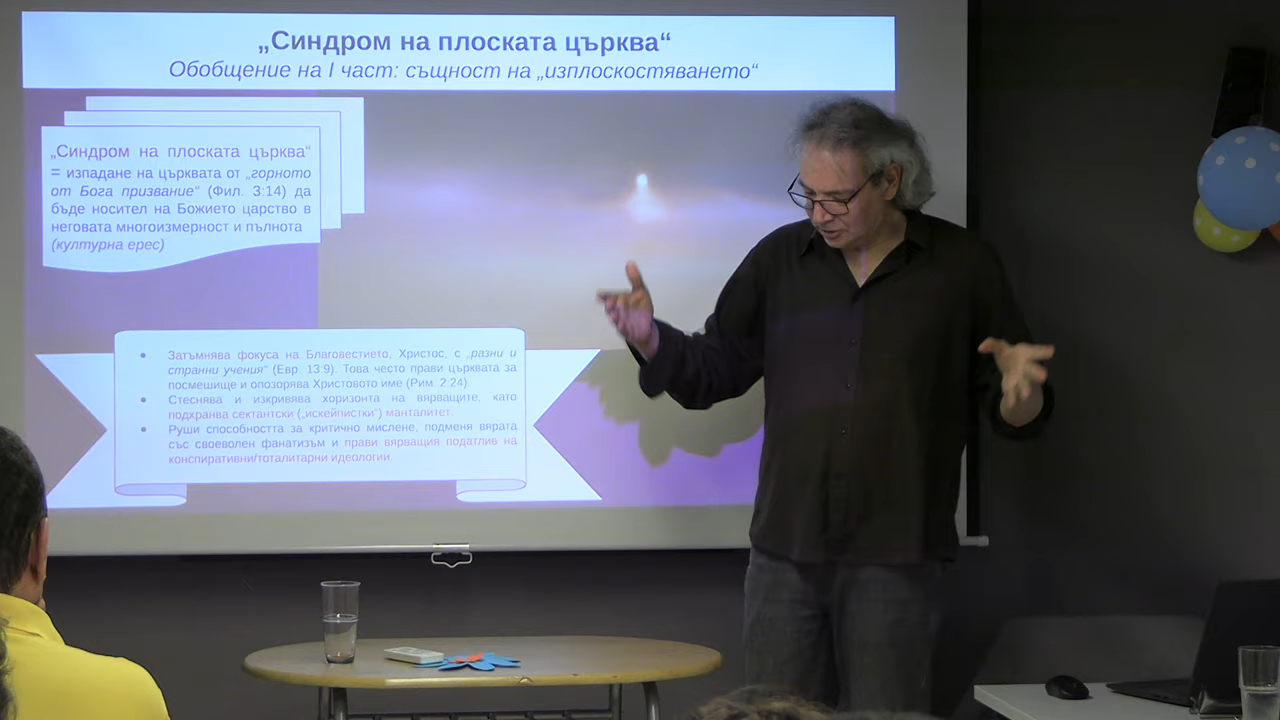 „Синдром на плоската църква“
Обобщение на I част: същност на „изплоскостяването“
„Синдром на плоската църква“
= изпадане на църквата от „горното
от Бога призвание“ (Фил. 3:14) да
бъде носител на Божието царство в
неговата многоизмерност и пълнота
(културна ерес)
• Затъмнява фокуса на Благовестието, Христос, с „разни и
странни учения“ (Евр. 13:9). Това често прави църквата за
посмешище и опозорява Христовото име (Рим. 2:24).
• Стеснява и изкривява хоризонта на вярващите, като
подхранва сектантски („искейпистки“) манталитет.
• Руши способността за критично мислене, подменя вярата
със своеволен фанатизъм и прави вярващия податлив на
конспиративни/тоталитарни идеологии.